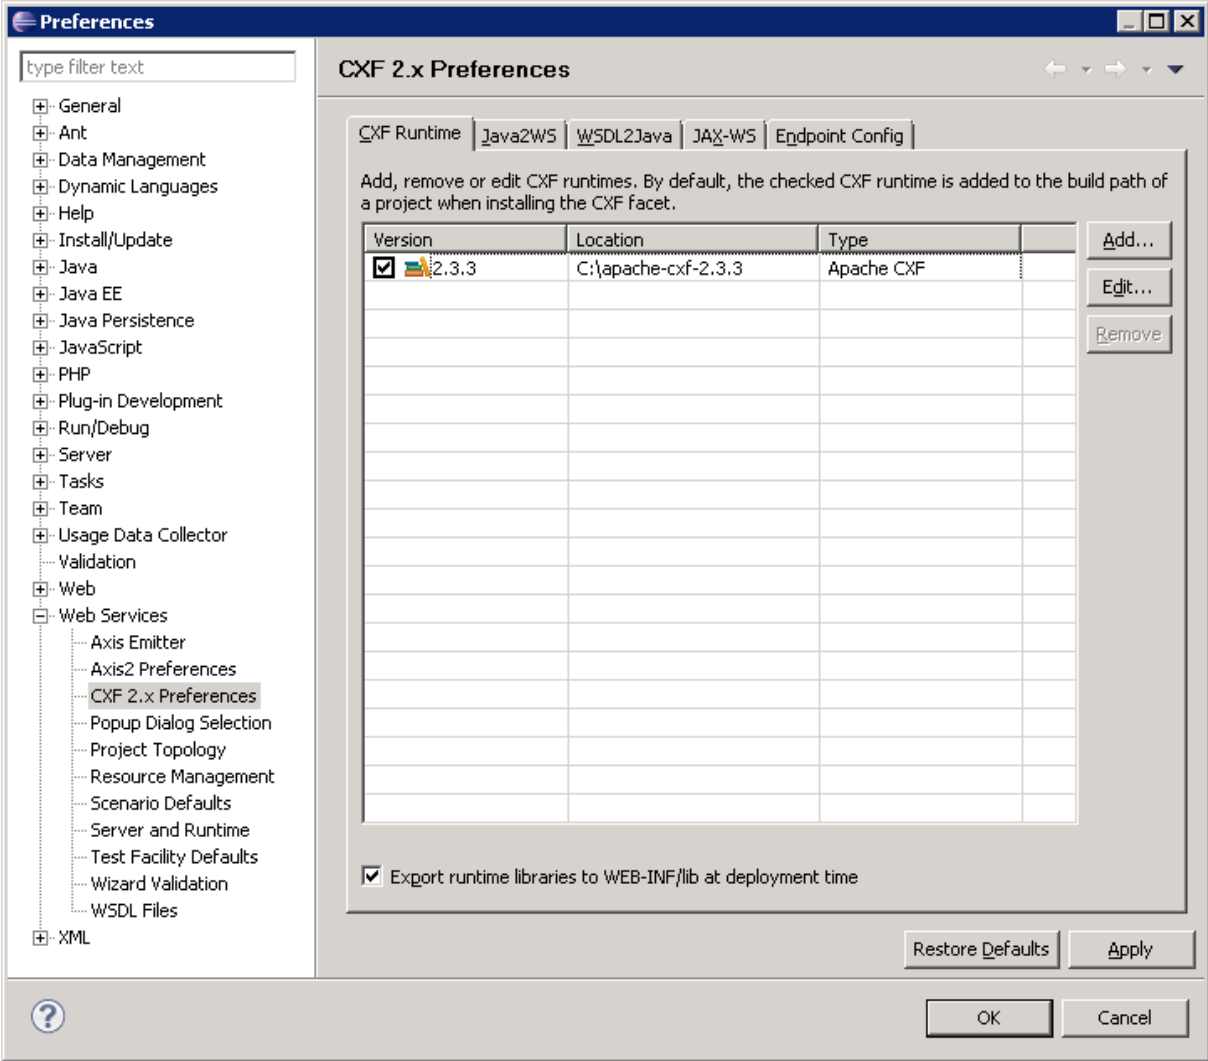 Preferences
type filter text
General
Ant
Data Management
Dynamic Languages
Help
Install/Update
Java
Java EE
Java Persistence
JavaScript
PHP
Plug-in Development
Run/Debug
Server
Tasks
Team
Usage Data Collector
Validation
Web
Web Services
Axis Emitter
Axis2 Preferences
CXF 2.x Preferences
Popup Dialog Selection
Project Topology
Resource Management
Scenario Defaults
Server and Runtime
Test Facility Defaults
Wizard Validation
WSDL Files
XML
CXF 2.x Preferences
CXF Runtime Java2WS WSDL2Java JAX-WS Endpoint Config
Add, remove or edit CXF runtimes. By default, the checked CXF runtime is added to the build path of
a project when installing the CXF facet.
Version Location Type
2.3.3 C:\apache-cxf-2.3.3 Apache CXF
Add...
Edit...
Remove
Export runtime libraries to WEB-INF/lib at deployment time
Restore Defaults Apply
? OK Cancel